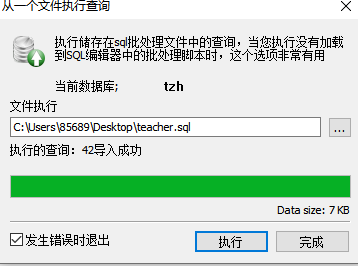 从一个文件执行查询
执行储存在sql批处理文件中的查询，当您执行没有加载
到SQL编辑器中的批处理脚本时，这个选项非常有用
当前数据库; tzh
文件执行
C:\Users\85689\Desktop\teacher.sql ...
执行的查询：42导入成功
Data size: 7 KB
发生错误时退出 执行 完成